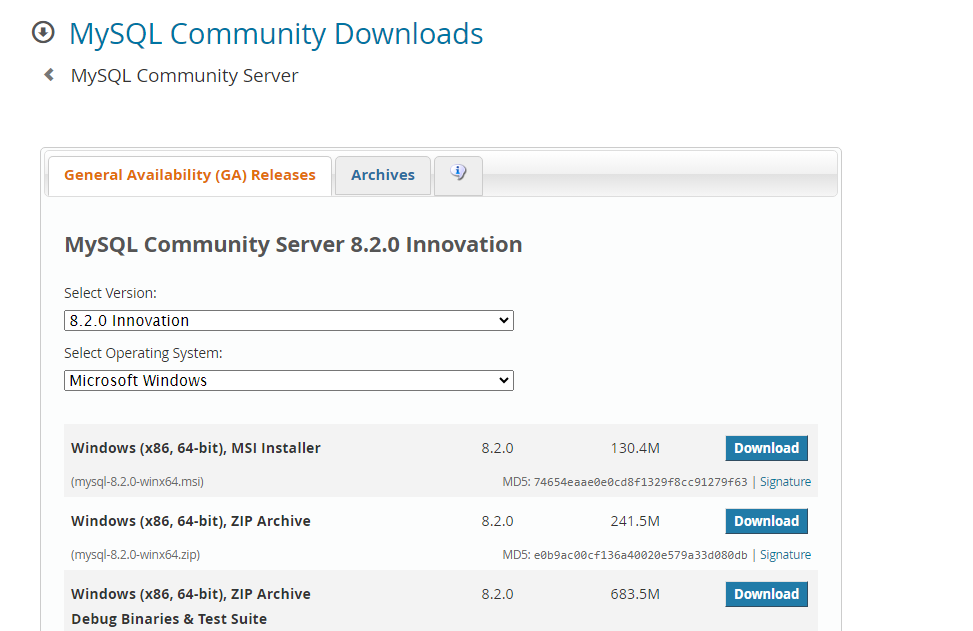 MySQL Community Downloads
MySQL Community Server
General Availability (GA) Releases Archives
MySQL Community Server 8.2.0 Innovation
Select Version:
8.2.0 Innovation
Select Operating System:
Microsoft Windows
Windows (x86, 64-bit), MSI Installer 8.2.0 130.4M Download
(mysql-8.2.0-winx64.msi) MD5: 74654eaae0e0cd8f1329f8cc91279f63 | Signature
Windows (x86, 64-bit), ZIP Archive 8.2.0 241.5M Download
(mysql-8.2.0-winx64.zip) MD5: e0b9ac00cf136a40020e579a33d080db | Signature
Windows (x86, 64-bit), ZIP Archive 8.2.0 683.5M Download
Debug Binaries & Test Suite